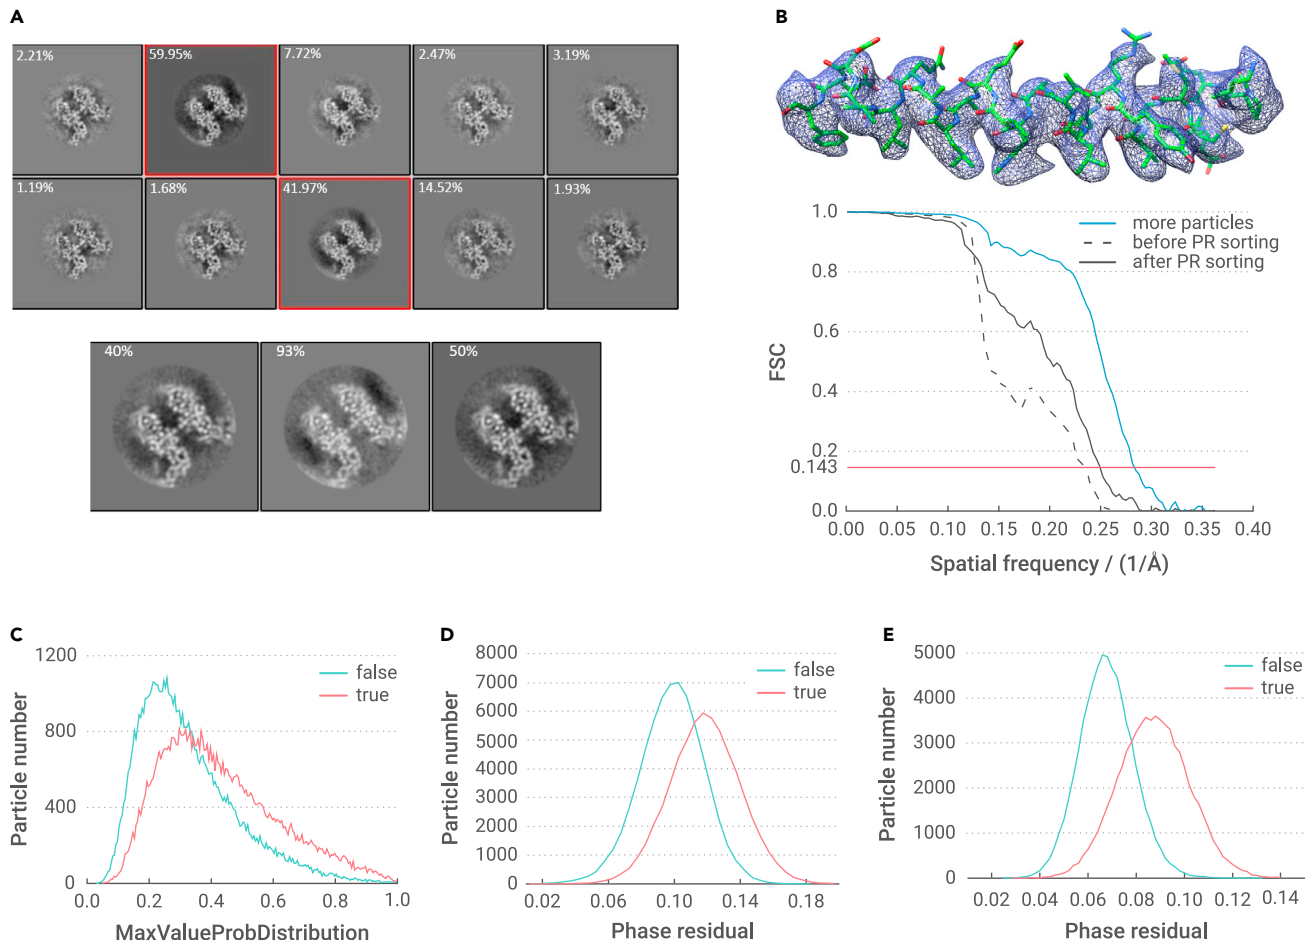 A
2.21% 59.95% 7.72% 2.47% 3.19%
1.19% 1.68% 41.97% 14.52% 1.93%
40% 93% 50%
B
1.0
0.8
0.6
0.4
0.2
0.143
0.0
FSC
more particles
before PR sorting
after PR sorting
0.00 0.05 0.10 0.15 0.20 0.25 0.30 0.35 0.40
Spatial frequency / (1/Å)
C
1200
800
400
0
Particle number
false
true
0.0 0.2 0.4 0.6 0.8 1.0
MaxValueProbDistribution
D
8000
7000
6000
5000
4000
3000
2000
1000
0
Particle number
false
true
0.02 0.06 0.10 0.14 0.18
Phase residual
E
5000
4000
3000
2000
1000
0
Particle number
false
true
0.02 0.04 0.06 0.08 0.10 0.12 0.14
Phase residual